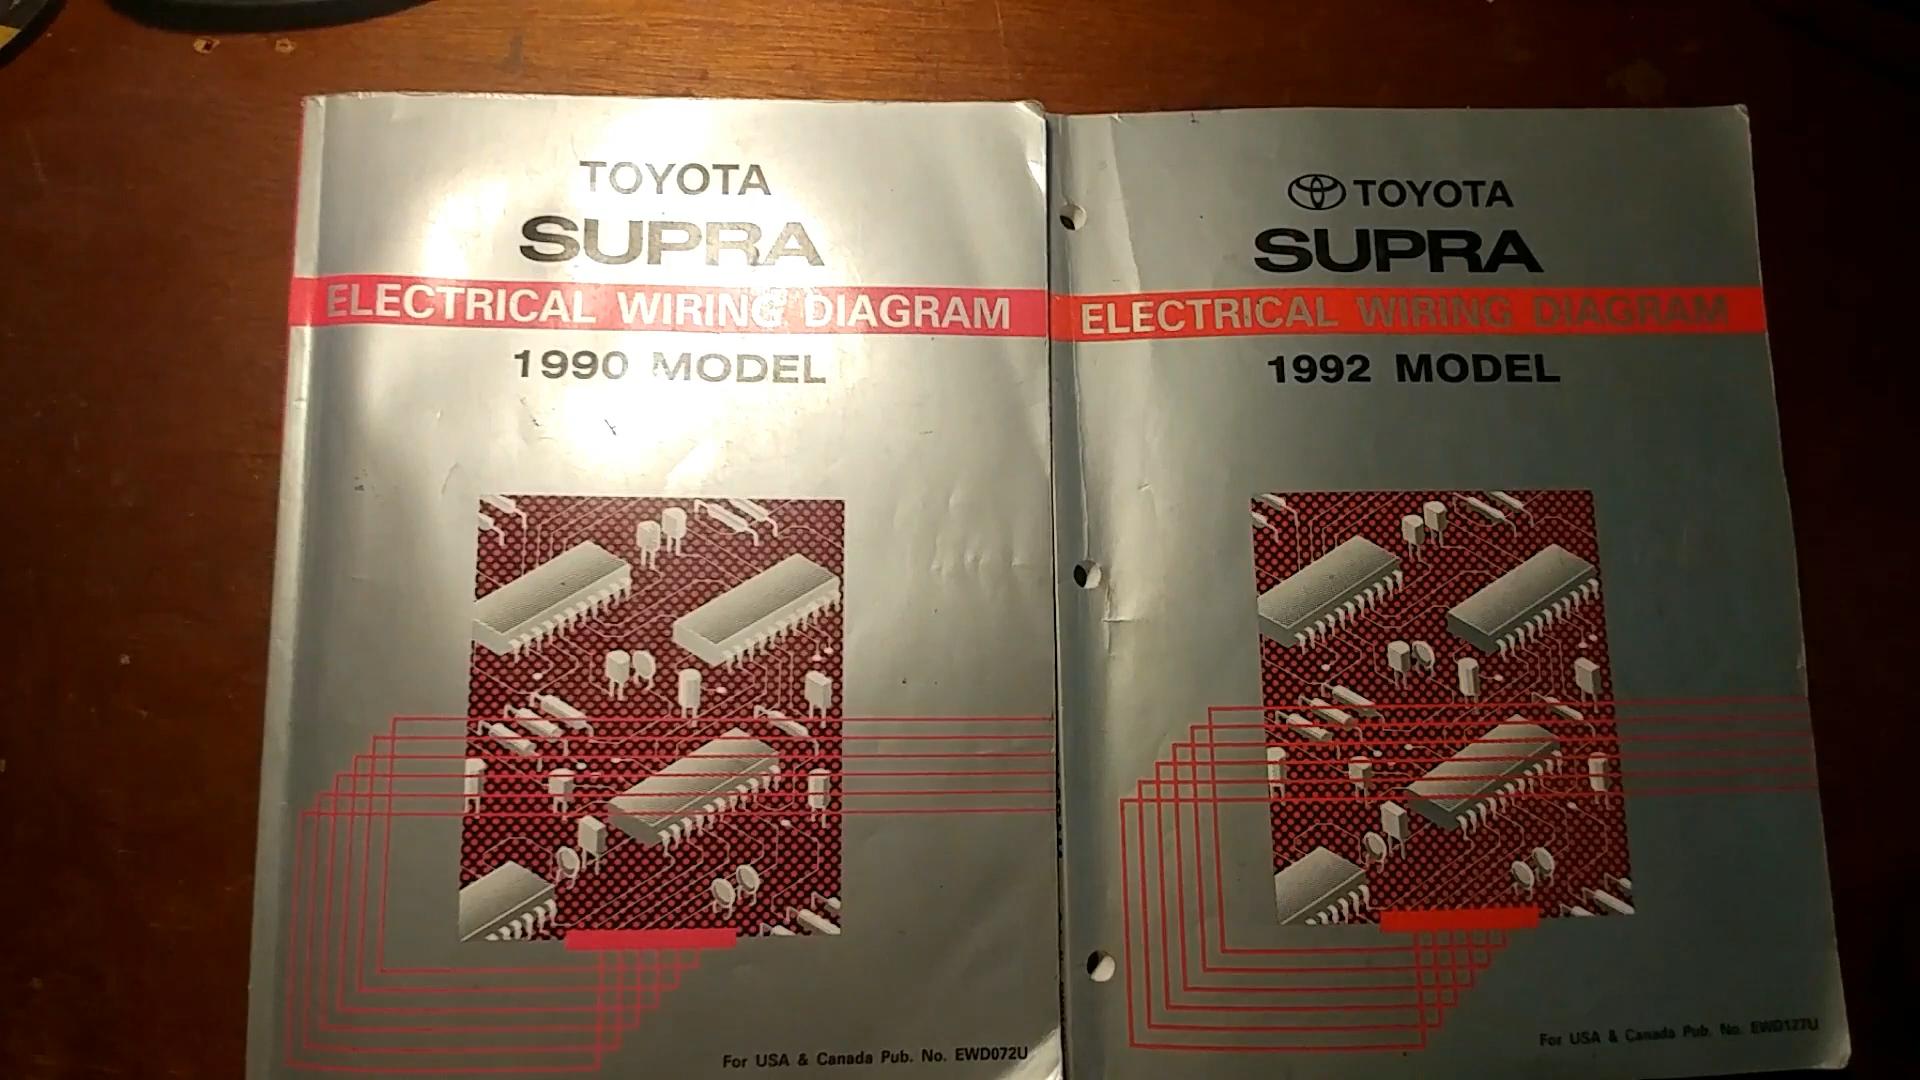 TOYOTA
SUPRA
ELECTRICAL WIRING DIAGRAM
1990 MODEL
For USA & Canada Pub. No. EWD072U
TOYOTA
SUPRA
ELECTRICAL WIRING DIAGRAM
1992 MODEL
For USA & Canada Pub. No. EWD127U